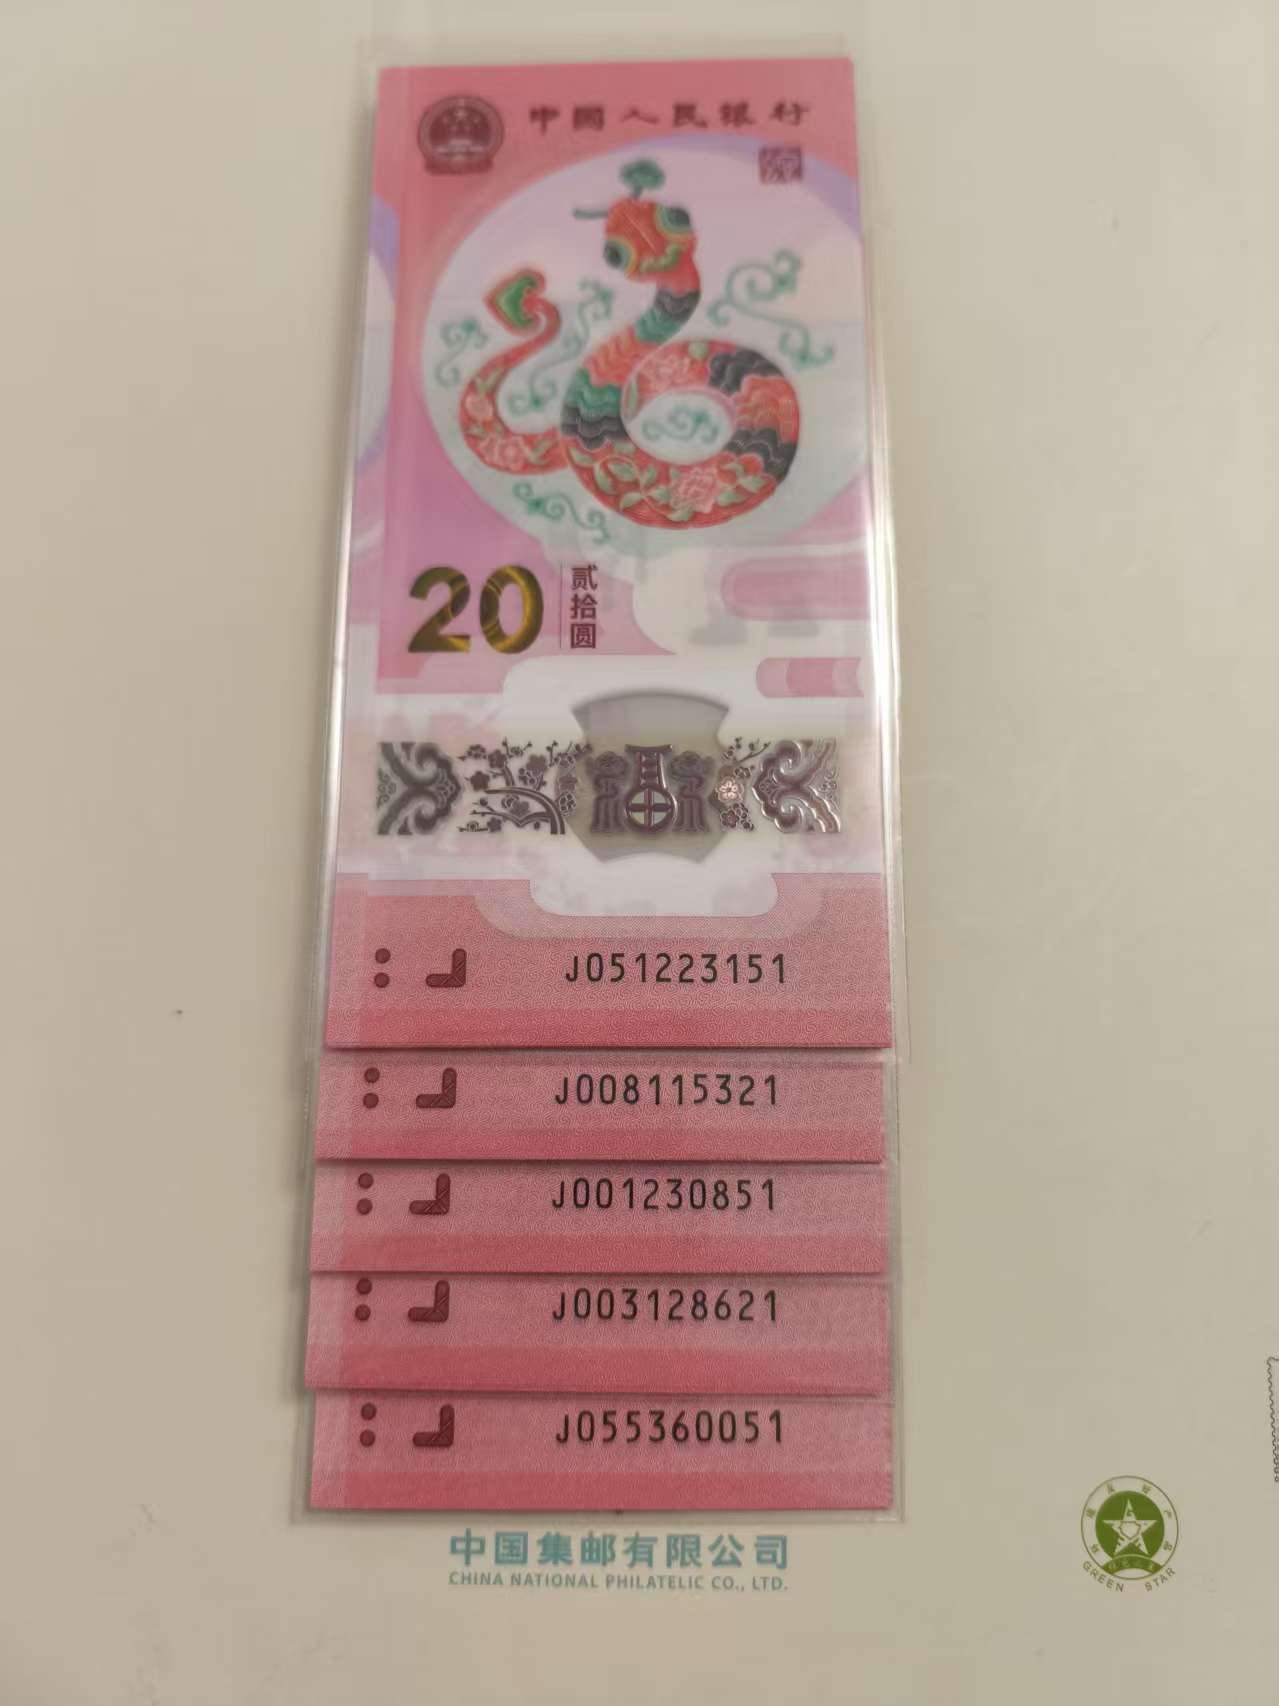 中国人民银行
20 贰拾圆
J051223151
J008115321
J001230851
J003128621
J055360051
中国集邮有限公司
CHINA NATIONAL PHILATELIC CO., LTD.
GREEN STAR